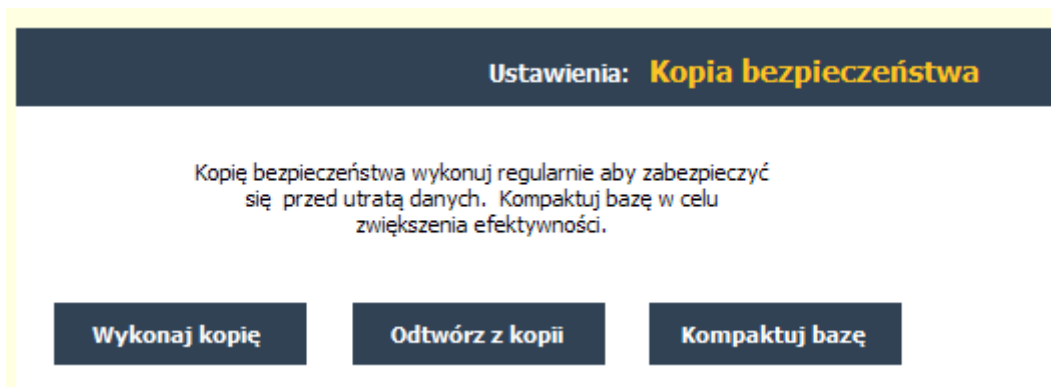 Ustawienia: Kopia bezpieczeństwa
Kopię bezpieczeństwa wykonuj regularnie aby zabezpieczyć
się przed utratą danych. Kompaktuj bazę w celu
zwiększenia efektywności.
Wykonaj kopię Odtwórz z kopii Kompaktuj bazę